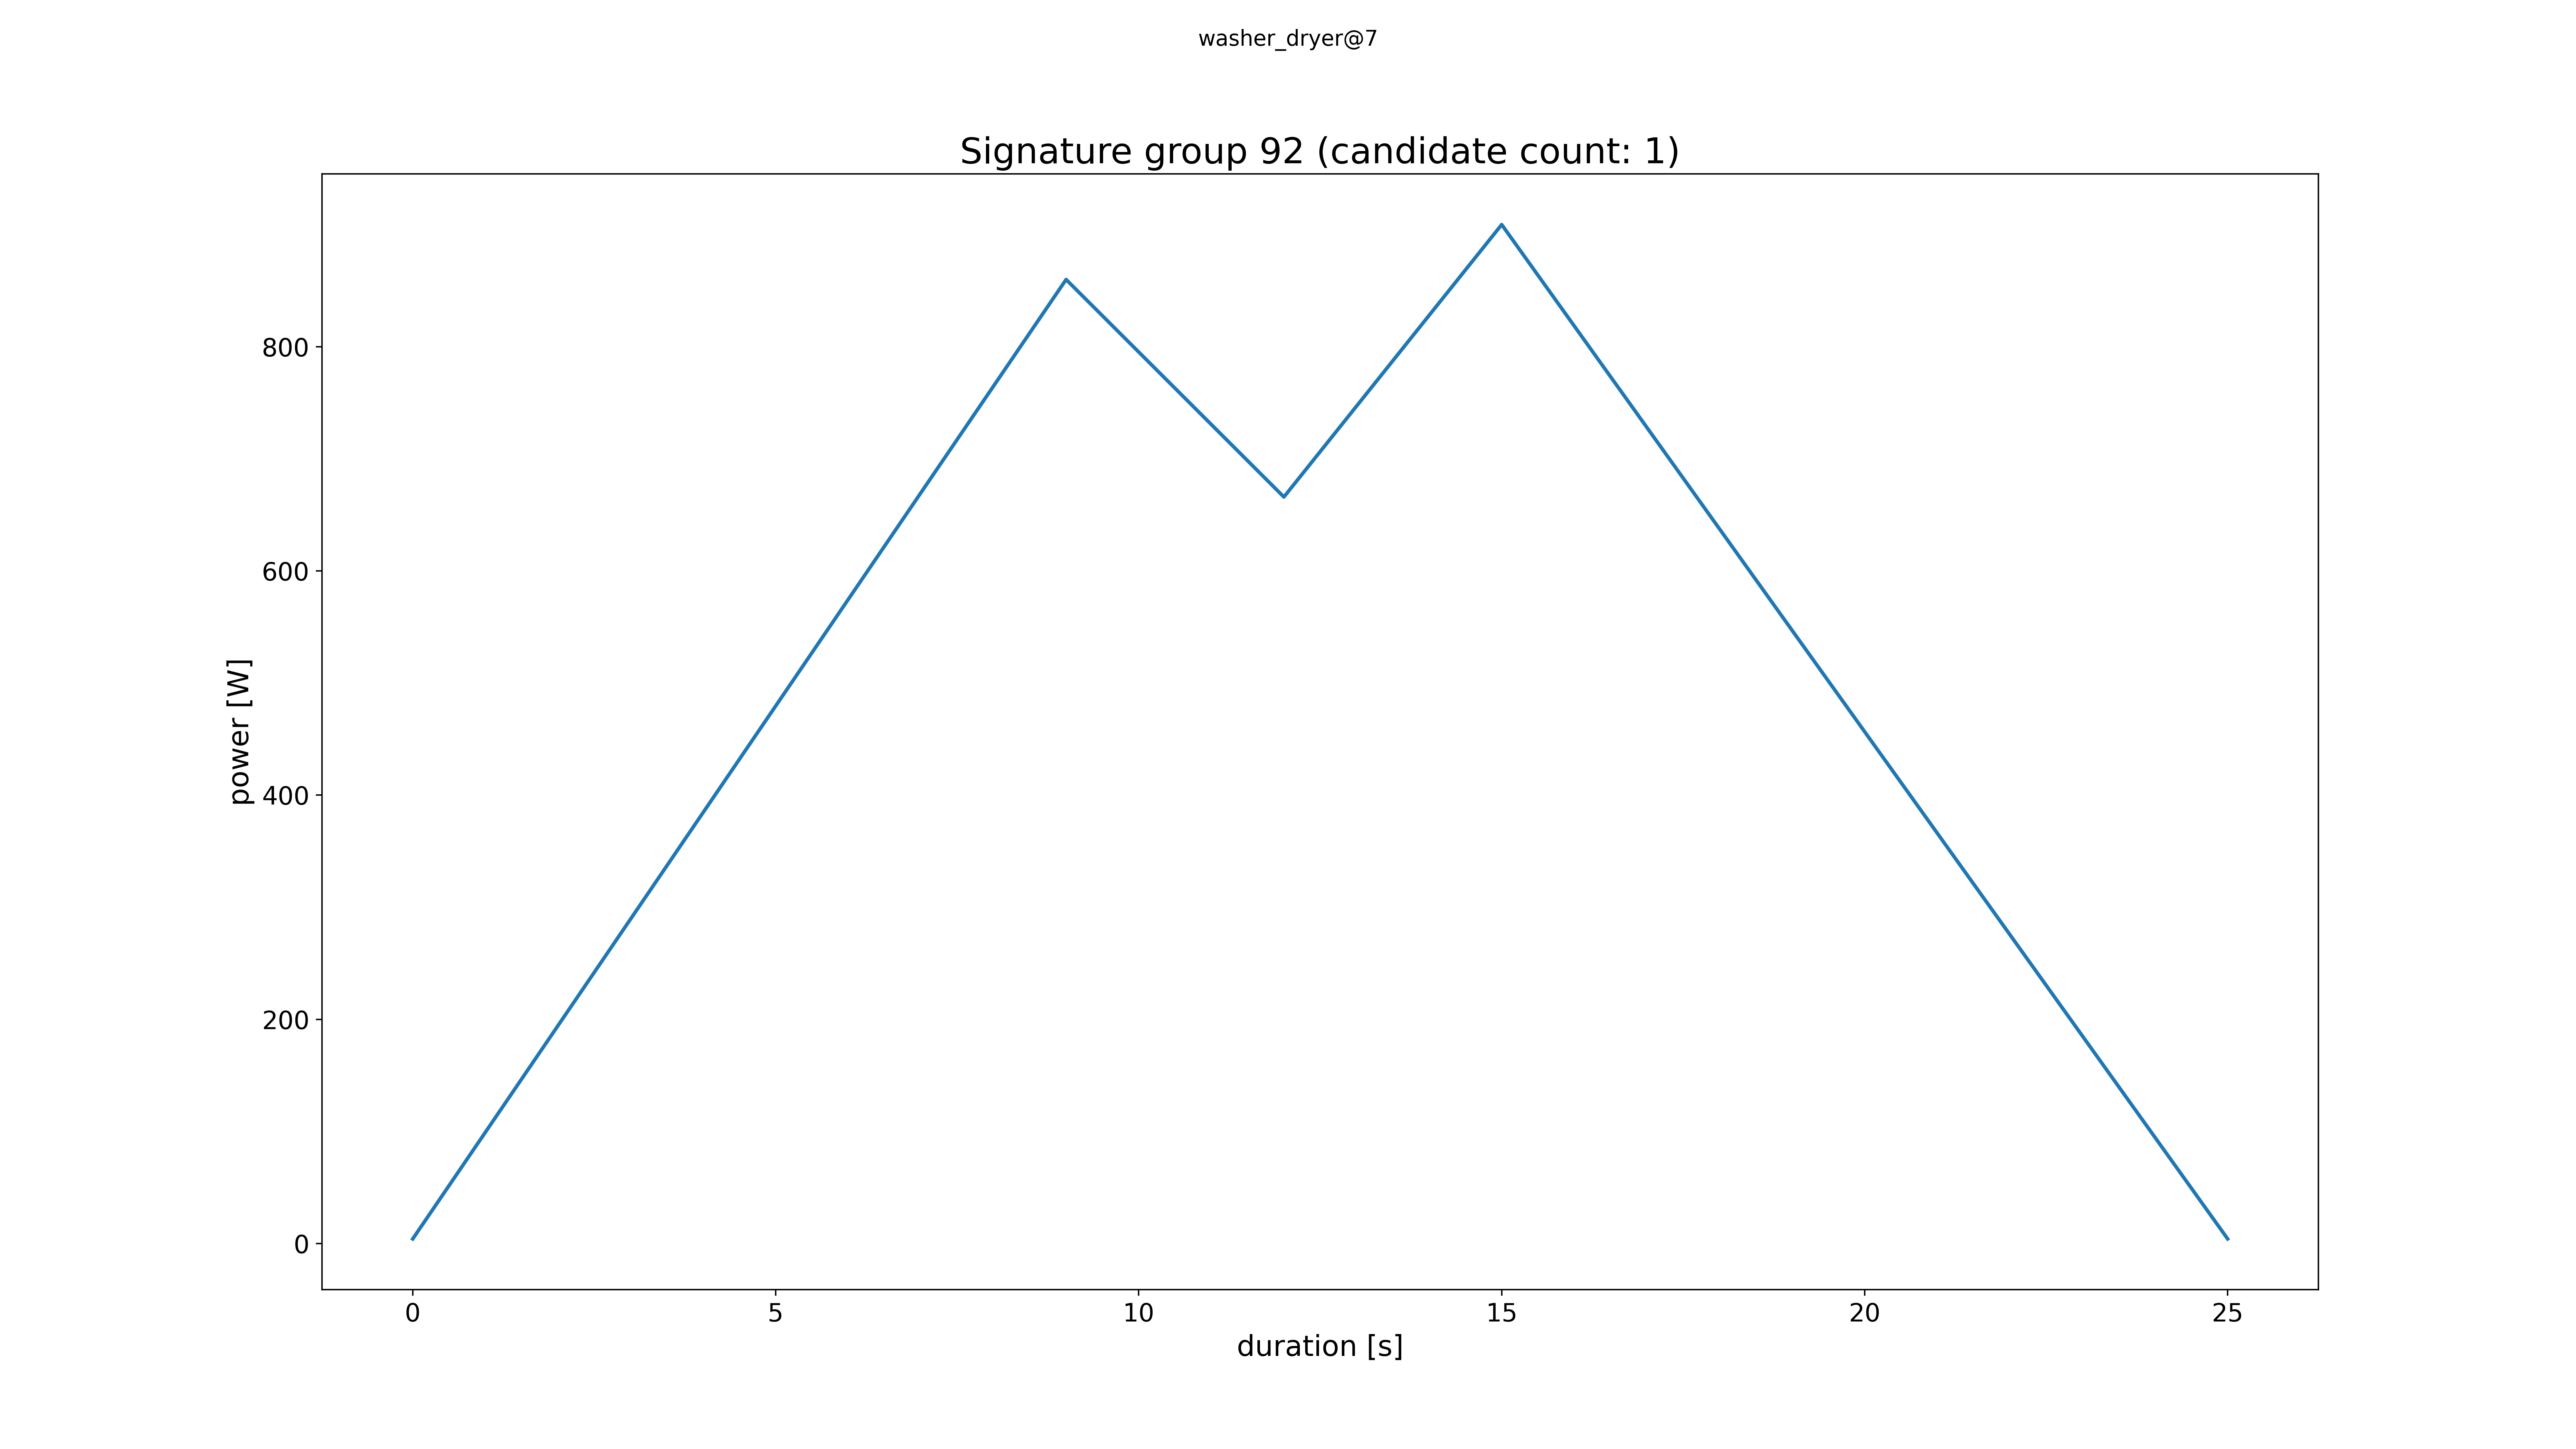 washer_dryer@7
Signature group 92 (candidate count: 1)
power [W]
800
600
400
200
0
0 5 10 15 20 25
duration [s]